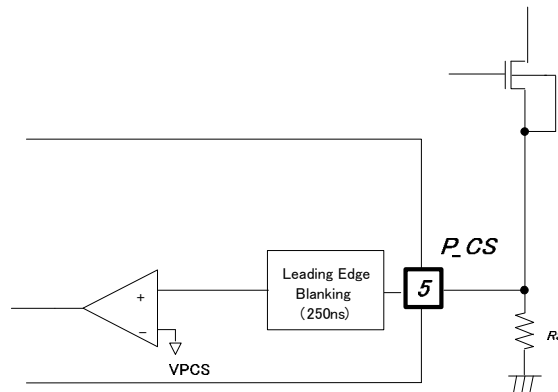 P_CS
5
Leading Edge
Blanking
(250ns)
+
−
VPCS